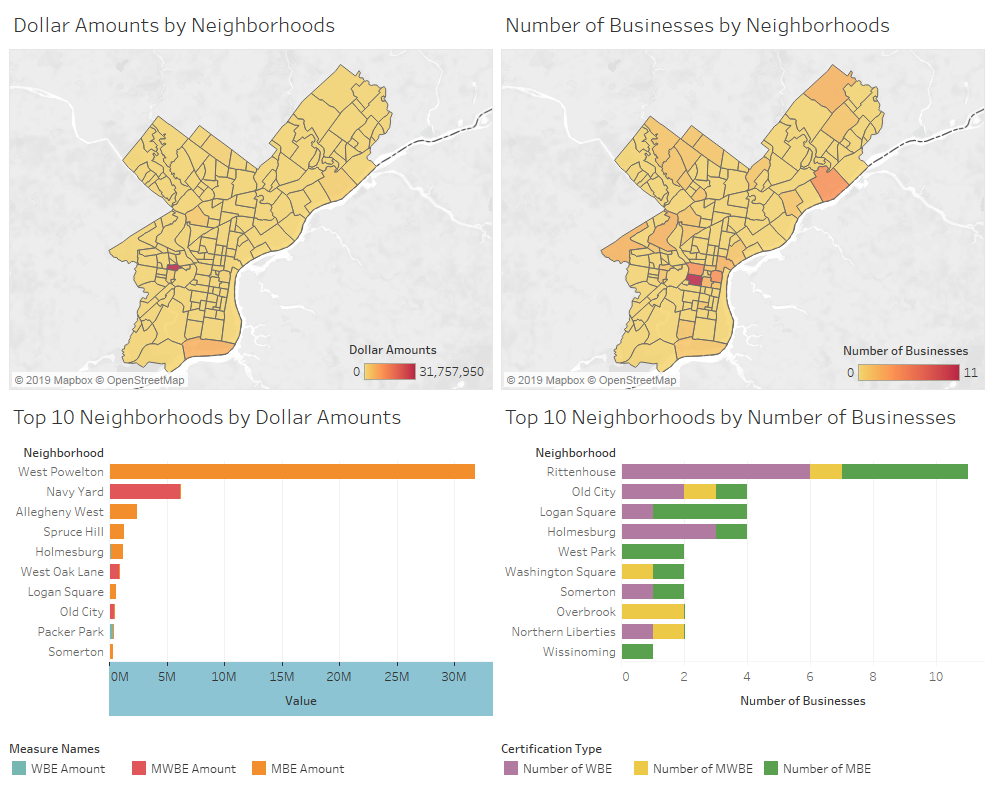 Dollar Amounts by Neighborhoods
Number of Businesses by Neighborhoods
Dollar Amounts
0 31,757,950
© 2019 Mapbox © OpenStreetMap
Number of Businesses
0 11
© 2019 Mapbox © OpenStreetMap
Top 10 Neighborhoods by Dollar Amounts
Neighborhood
West Powelton
Navy Yard
Allegheny West
Spruce Hill
Holmesburg
West Oak Lane
Logan Square
Old City
Packer Park
Somerton
0M 5M 10M 15M 20M 25M 30M
Value
Top 10 Neighborhoods by Number of Businesses
Neighborhood
Rittenhouse
Old City
Logan Square
Holmesburg
West Park
Washington Square
Somerton
Overbrook
Northern Liberties
Wissinoming
0 2 4 6 8 10
Number of Businesses
Measure Names
WBE Amount MWBE Amount MBE Amount
Certification Type
Number of WBE Number of MWBE Number of MBE